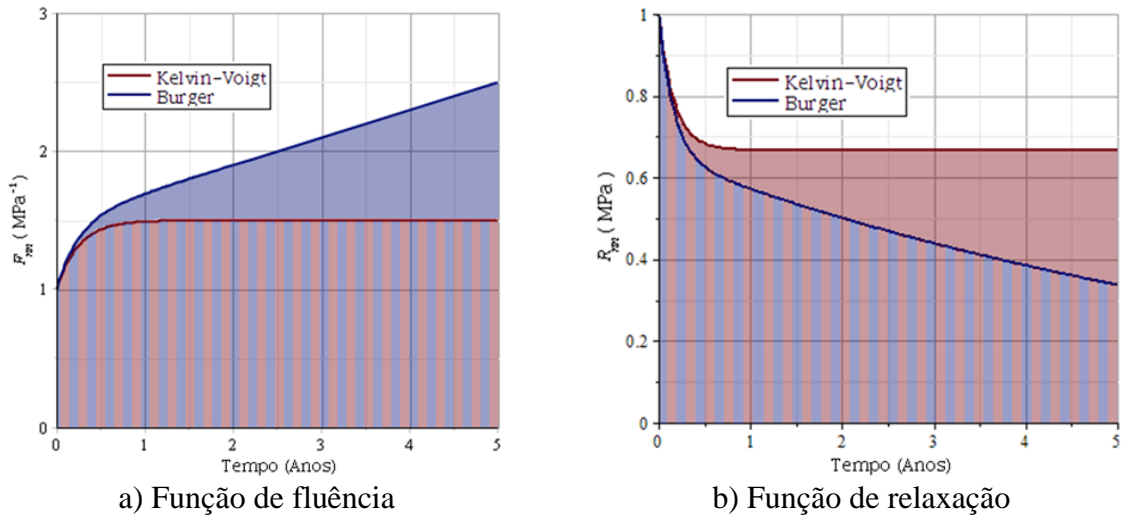 3
2
1
0
F_nn ( MPa⁻¹ )
Kelvin–Voigt
Burger
0 1 2 3 4 5
Tempo (Anos)
a) Função de fluência
1
0.8
0.6
0.4
0.2
0
R_nn ( MPa )
Kelvin–Voigt
Burger
0 1 2 3 4 5
Tempo (Anos)
b) Função de relaxação